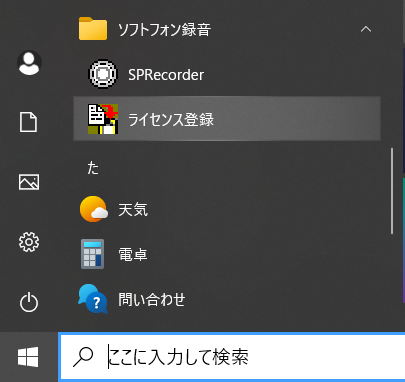 ソフトフォン録音
SPRecorder
ライセンス登録
た
天気
電卓
問い合わせ
ここに入力して検索